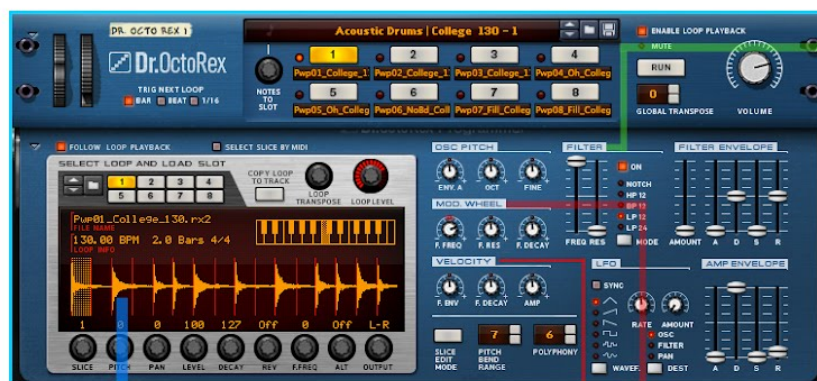 DR. OCTO REX 1
Acoustic Drums | College 130 - 1
ENABLE LOOP PLAYBACK
MUTE
Dr.OctoRex
1 2 3 4
Pwp01_College_1 Pwp02_College_1 Pwp03_College_1 Pwp04_Oh_Colleg
RUN
NOTES TO SLOT
TRIG NEXT LOOP
BAR BEAT 1/16
5 6 7 8
Pwp05_Oh_Colleg Pwp06_NoBd_Coll Pwp07_Fill_Colleg Pwp08_Fill_Colleg
0
GLOBAL TRANSPOSE
VOLUME
Dr.OctoRex Programmer
FOLLOW LOOP PLAYBACK SELECT SLICE BY MIDI
OSC PITCH FILTER FILTER ENVELOPE
SELECT LOOP AND LOAD SLOT
1 2 3 4
5 6 7 8
COPY LOOP TO TRACK
LOOP TRANSPOSE
LOOP LEVEL
ENV. A OCT FINE
ON
NOTCH
HP 12
BP 12
LP 12
LP 24
MODE
FREQ RES
AMOUNT A D S R
MOD. WHEEL
F. FREQ F. RES F. DECAY
Pwp01_College_130.rx2
FILE NAME
130.00 BPM 2.0 Bars 4/4
LOOP INFO
VELOCITY
F. ENV F. DECAY AMP
LFO
AMP ENVELOPE
SYNC
RATE AMOUNT
OSC
FILTER
PAN
WAVEF. DEST
A D S R
1 0 0 100 127 Off 0 Off L-R
SLICE PITCH PAN LEVEL DECAY REV F.FREQ ALT OUTPUT
SLICE EDIT MODE
7
PITCH BEND RANGE
6
POLYPHONY